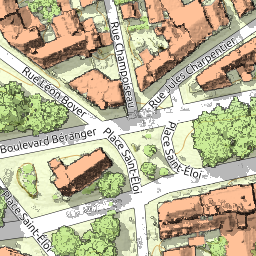 Rue Champoiseau
Rue Jules Charpentier
Rue Léon Boyer
Boulevard Béranger
Place Saint-Éloi
Place Saint-Éloi
Place Saint-Éloi